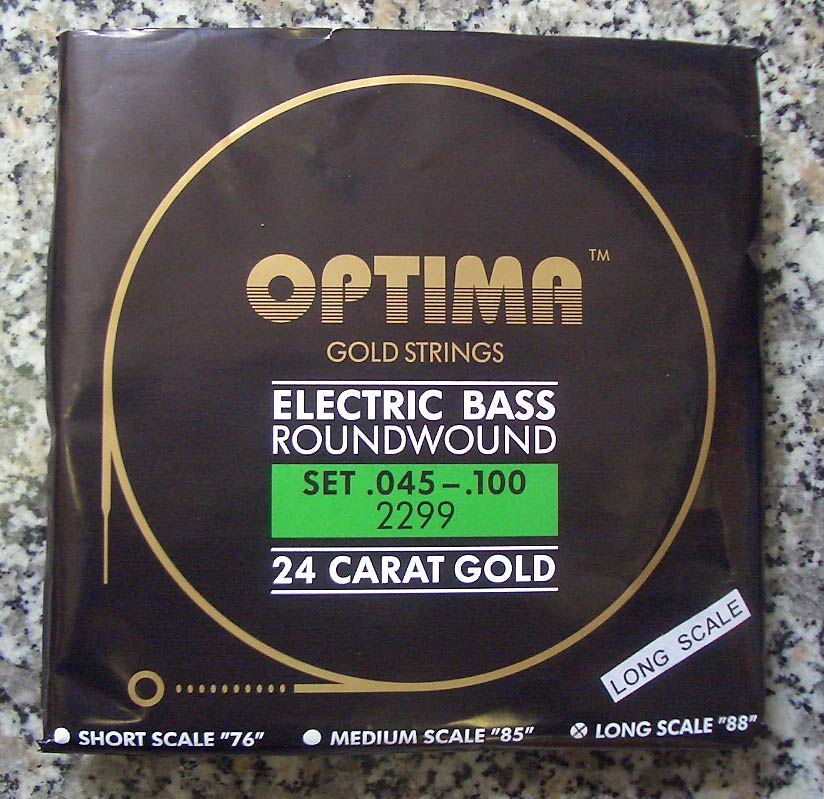 OPTIMA™
GOLD STRINGS
ELECTRIC BASS
ROUNDWOUND
SET .045–.100
2299
24 CARAT GOLD
LONG SCALE
SHORT SCALE "76"
MEDIUM SCALE "85"
LONG SCALE "88"